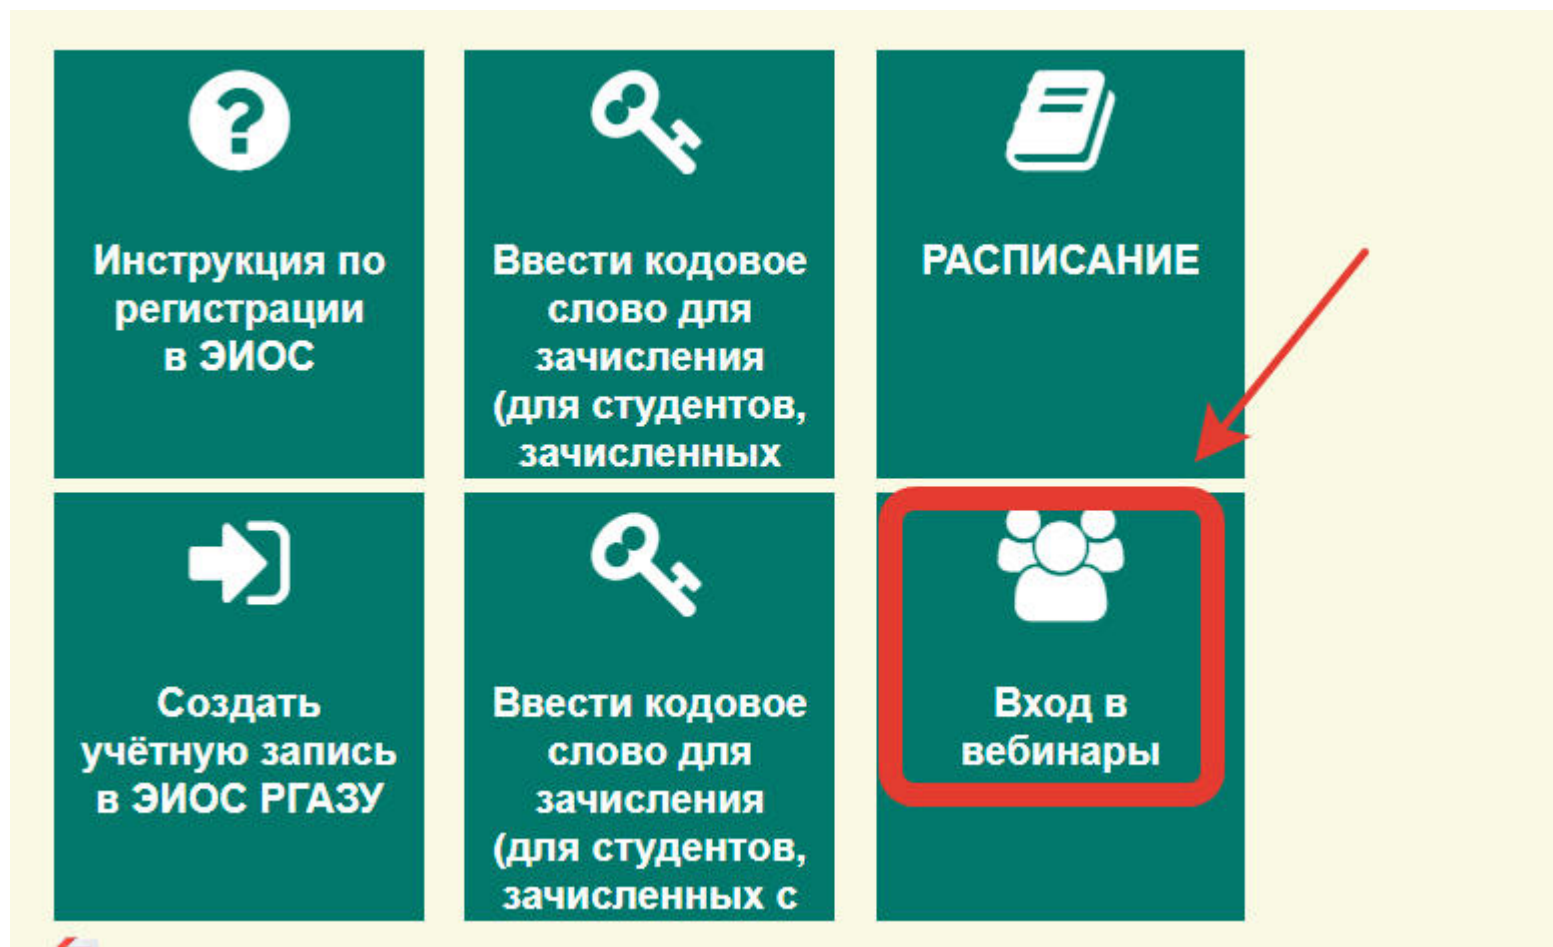 Инструкция по
регистрации
в ЭИОС
Ввести кодовое
слово для
зачисления
(для студентов,
зачисленных
РАСПИСАНИЕ
Создать
учётную запись
в ЭИОС РГАЗУ
Ввести кодовое
слово для
зачисления
(для студентов,
зачисленных с
Вход в
вебинары